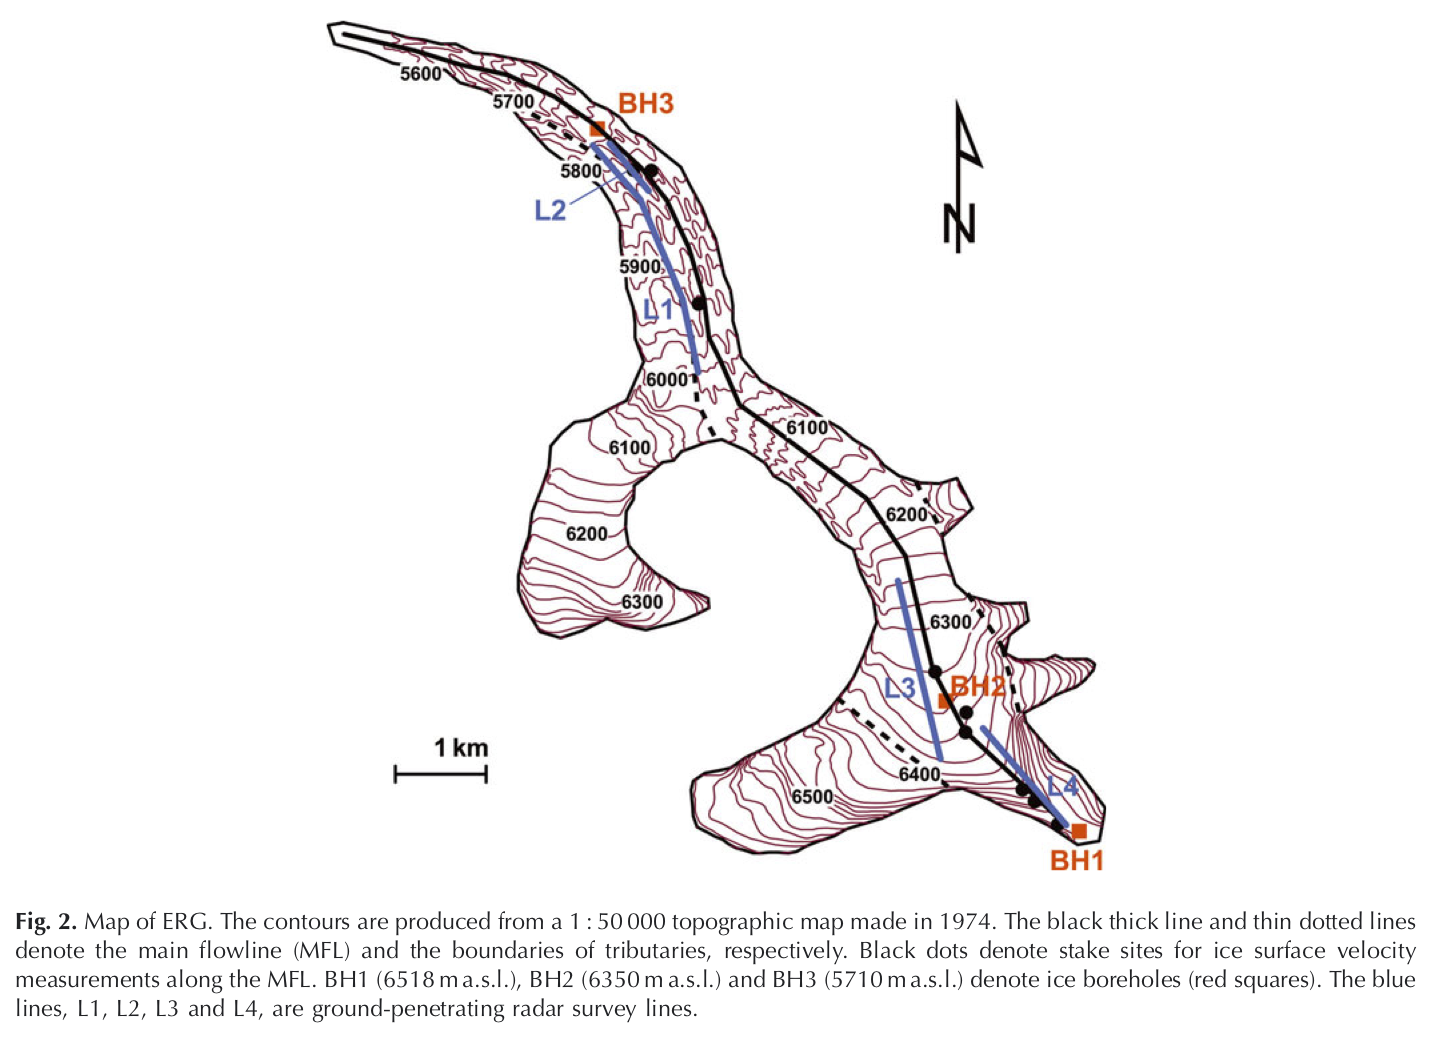 5600
5700
BH3
5800
L2
N
5900
L1
6000
6100
6100
6200
6200
6300
6300
L3
BH2
1 km
6400
L4
6500
BH1
Fig. 2. Map of ERG. The contours are produced from a 1 : 50 000 topographic map made in 1974. The black thick line and thin dotted lines
denote the main flowline (MFL) and the boundaries of tributaries, respectively. Black dots denote stake sites for ice surface velocity
measurements along the MFL. BH1 (6518 m a.s.l.), BH2 (6350 m a.s.l.) and BH3 (5710 m a.s.l.) denote ice boreholes (red squares). The blue
lines, L1, L2, L3 and L4, are ground-penetrating radar survey lines.